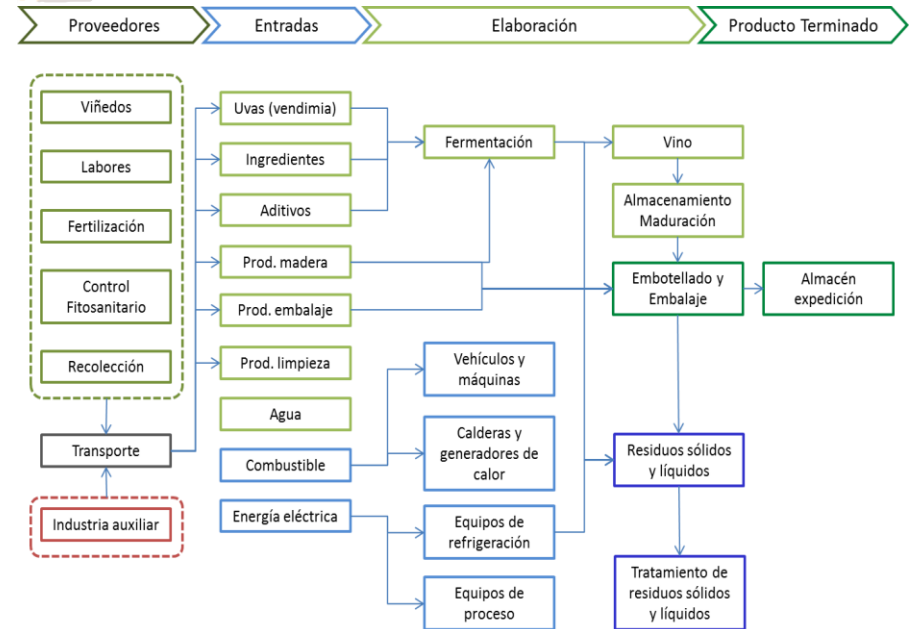 Proveedores
Entradas
Elaboración
Producto Terminado
Viñedos
Labores
Fertilización
Control
Fitosanitario
Recolección
Transporte
Industria auxiliar
Uvas (vendimia)
Ingredientes
Aditivos
Prod. madera
Prod. embalaje
Prod. limpieza
Agua
Combustible
Energía eléctrica
Fermentación
Vehículos y
máquinas
Calderas y
generadores de
calor
Equipos de
refrigeración
Equipos de
proceso
Vino
Almacenamiento
Maduración
Embotellado y
Embalaje
Almacén
expedición
Residuos sólidos
y líquidos
Tratamiento de
residuos sólidos
y líquidos